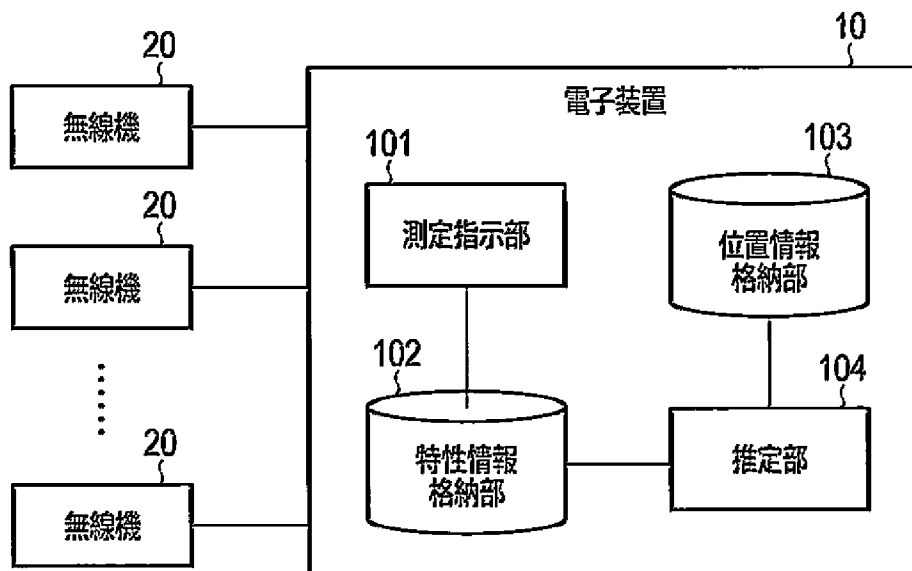 10
電子装置
20
無線機
20
無線機
20
無線機
101
測定指示部
103
位置情報
格納部
102
特性情報
格納部
104
推定部